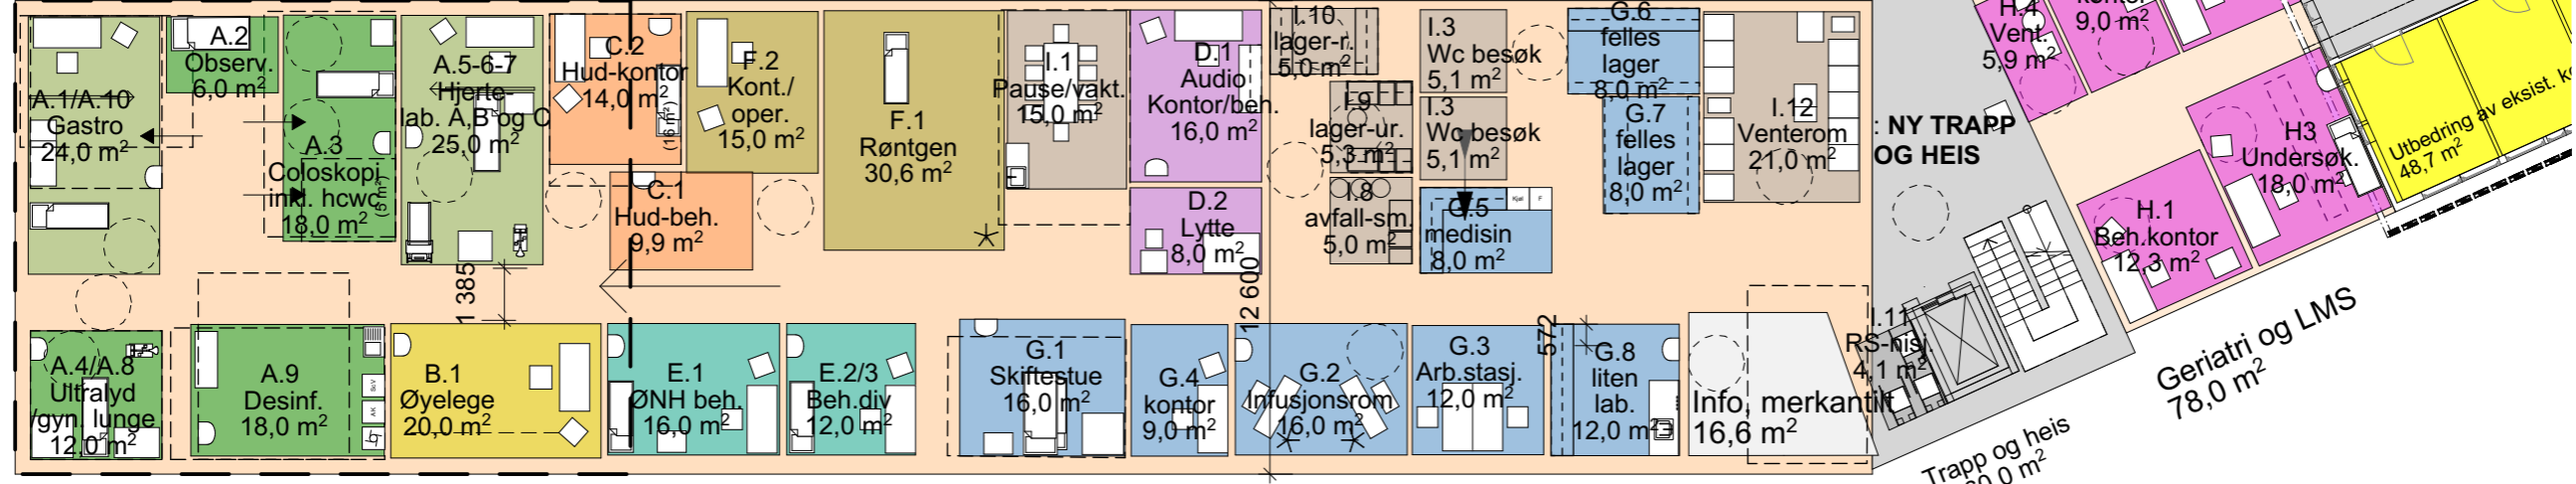 A.1/A.10
Gastro
24,0 m²
A.2
Observ.
6,0 m²
A.3
Coloskopi
inkl. hcwc
18,0 m²
(5 m²)
A.5-6-7
Hjerte-
lab. A,B og C
25,0 m²
C.2
Hud-kontor
14,0 m²
(16 m²)
C.1
Hud-beh.
9,9 m²
F.2
Kont./
oper.
15,0 m²
F.1
Røntgen
30,6 m²
I.1
Pause/vakt.
15,0 m²
D.1
Audio
Kontor/beh.
16,0 m²
D.2
Lytte
8,0 m²
I.10
lager-r.
5,0 m²
I.9
lager-ur.
5,3 m²
I.8
avfall-sm.
5,0 m²
I.3
Wc besøk
5,1 m²
I.3
Wc besøk
5,1 m²
G.5
medisin
8,0 m²
Kjøl
F
G.6
felles
lager
8,0 m²
G.7
felles
lager
8,0 m²
I.12
Venterom
21,0 m²
: NY TRAPP
OG HEIS
H.4
Vent.
5,9 m²
9,0 m²
H3
Undersøk.
18,0 m²
H.1
Beh.kontor
12,3 m²
Utbedring av eksist.
48,7 m²
1 385
12 600
572
A.4/A.8
Ultralyd
/gyn. lunge
12,0 m²
A.9
Desinf.
18,0 m²
B.1
Øyelege
20,0 m²
E.1
ØNH beh.
16,0 m²
E.2/3
Beh.div
12,0 m²
G.1
Skiftestue
16,0 m²
G.4
kontor
9,0 m²
G.2
Infusjonsrom
16,0 m²
G.3
Arb.stasj.
12,0 m²
G.8
liten
lab.
12,0 m²
Info, merkantilt
16,6 m²
I.11
RS-nisj.
4,1 m²
Geriatri og LMS
78,0 m²
Trapp og heis